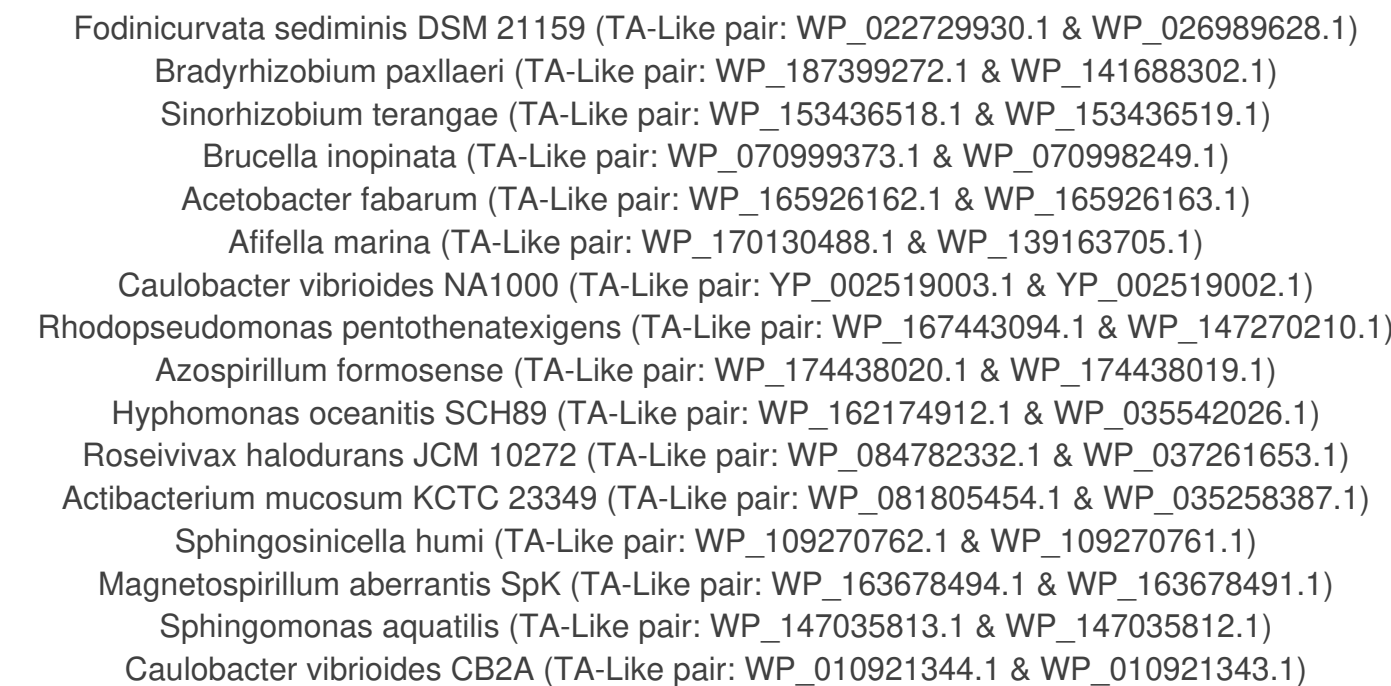 Fodinicurvata sediminis DSM 21159 (TA-Like pair: WP_022729930.1 & WP_026989628.1)
Bradyrhizobium paxllaeri (TA-Like pair: WP_187399272.1 & WP_141688302.1)
Sinorhizobium terangae (TA-Like pair: WP_153436518.1 & WP_153436519.1)
Brucella inopinata (TA-Like pair: WP_070999373.1 & WP_070998249.1)
Acetobacter fabarum (TA-Like pair: WP_165926162.1 & WP_165926163.1)
Afifella marina (TA-Like pair: WP_170130488.1 & WP_139163705.1)
Caulobacter vibrioides NA1000 (TA-Like pair: YP_002519003.1 & YP_002519002.1)
Rhodopseudomonas pentothenatexigens (TA-Like pair: WP_167443094.1 & WP_147270210.1)
Azospirillum formosense (TA-Like pair: WP_174438020.1 & WP_174438019.1)
Hyphomonas oceanitis SCH89 (TA-Like pair: WP_162174912.1 & WP_035542026.1)
Roseivivax halodurans JCM 10272 (TA-Like pair: WP_084782332.1 & WP_037261653.1)
Actibacterium mucosum KCTC 23349 (TA-Like pair: WP_081805454.1 & WP_035258387.1)
Sphingosinicella humi (TA-Like pair: WP_109270762.1 & WP_109270761.1)
Magnetospirillum aberrantis SpK (TA-Like pair: WP_163678494.1 & WP_163678491.1)
Sphingomonas aquatilis (TA-Like pair: WP_147035813.1 & WP_147035812.1)
Caulobacter vibrioides CB2A (TA-Like pair: WP_010921344.1 & WP_010921343.1)